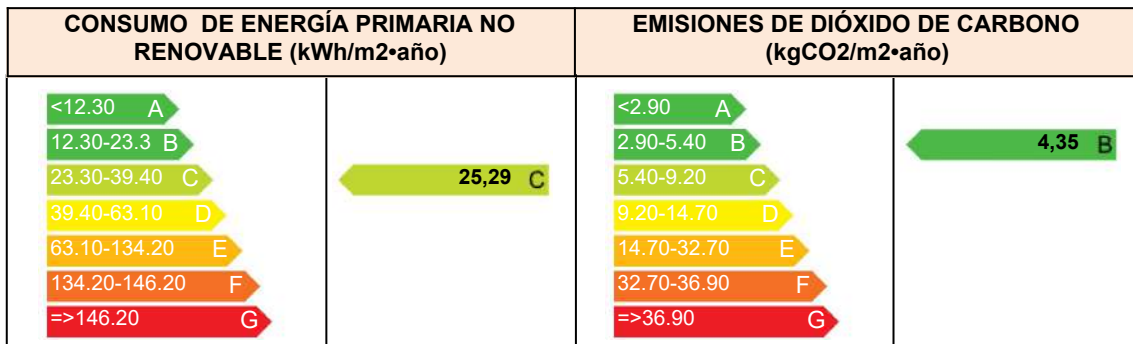 CONSUMO DE ENERGÍA PRIMARIA NO
RENOVABLE (kWh/m2•año)
EMISIONES DE DIÓXIDO DE CARBONO
(kgCO2/m2•año)
<12.30 A
12.30-23.3 B
23.30-39.40 C
39.40-63.10 D
63.10-134.20 E
134.20-146.20 F
=>146.20 G
25,29 C
<2.90 A
2.90-5.40 B
5.40-9.20 C
9.20-14.70 D
14.70-32.70 E
32.70-36.90 F
=>36.90 G
4,35 B